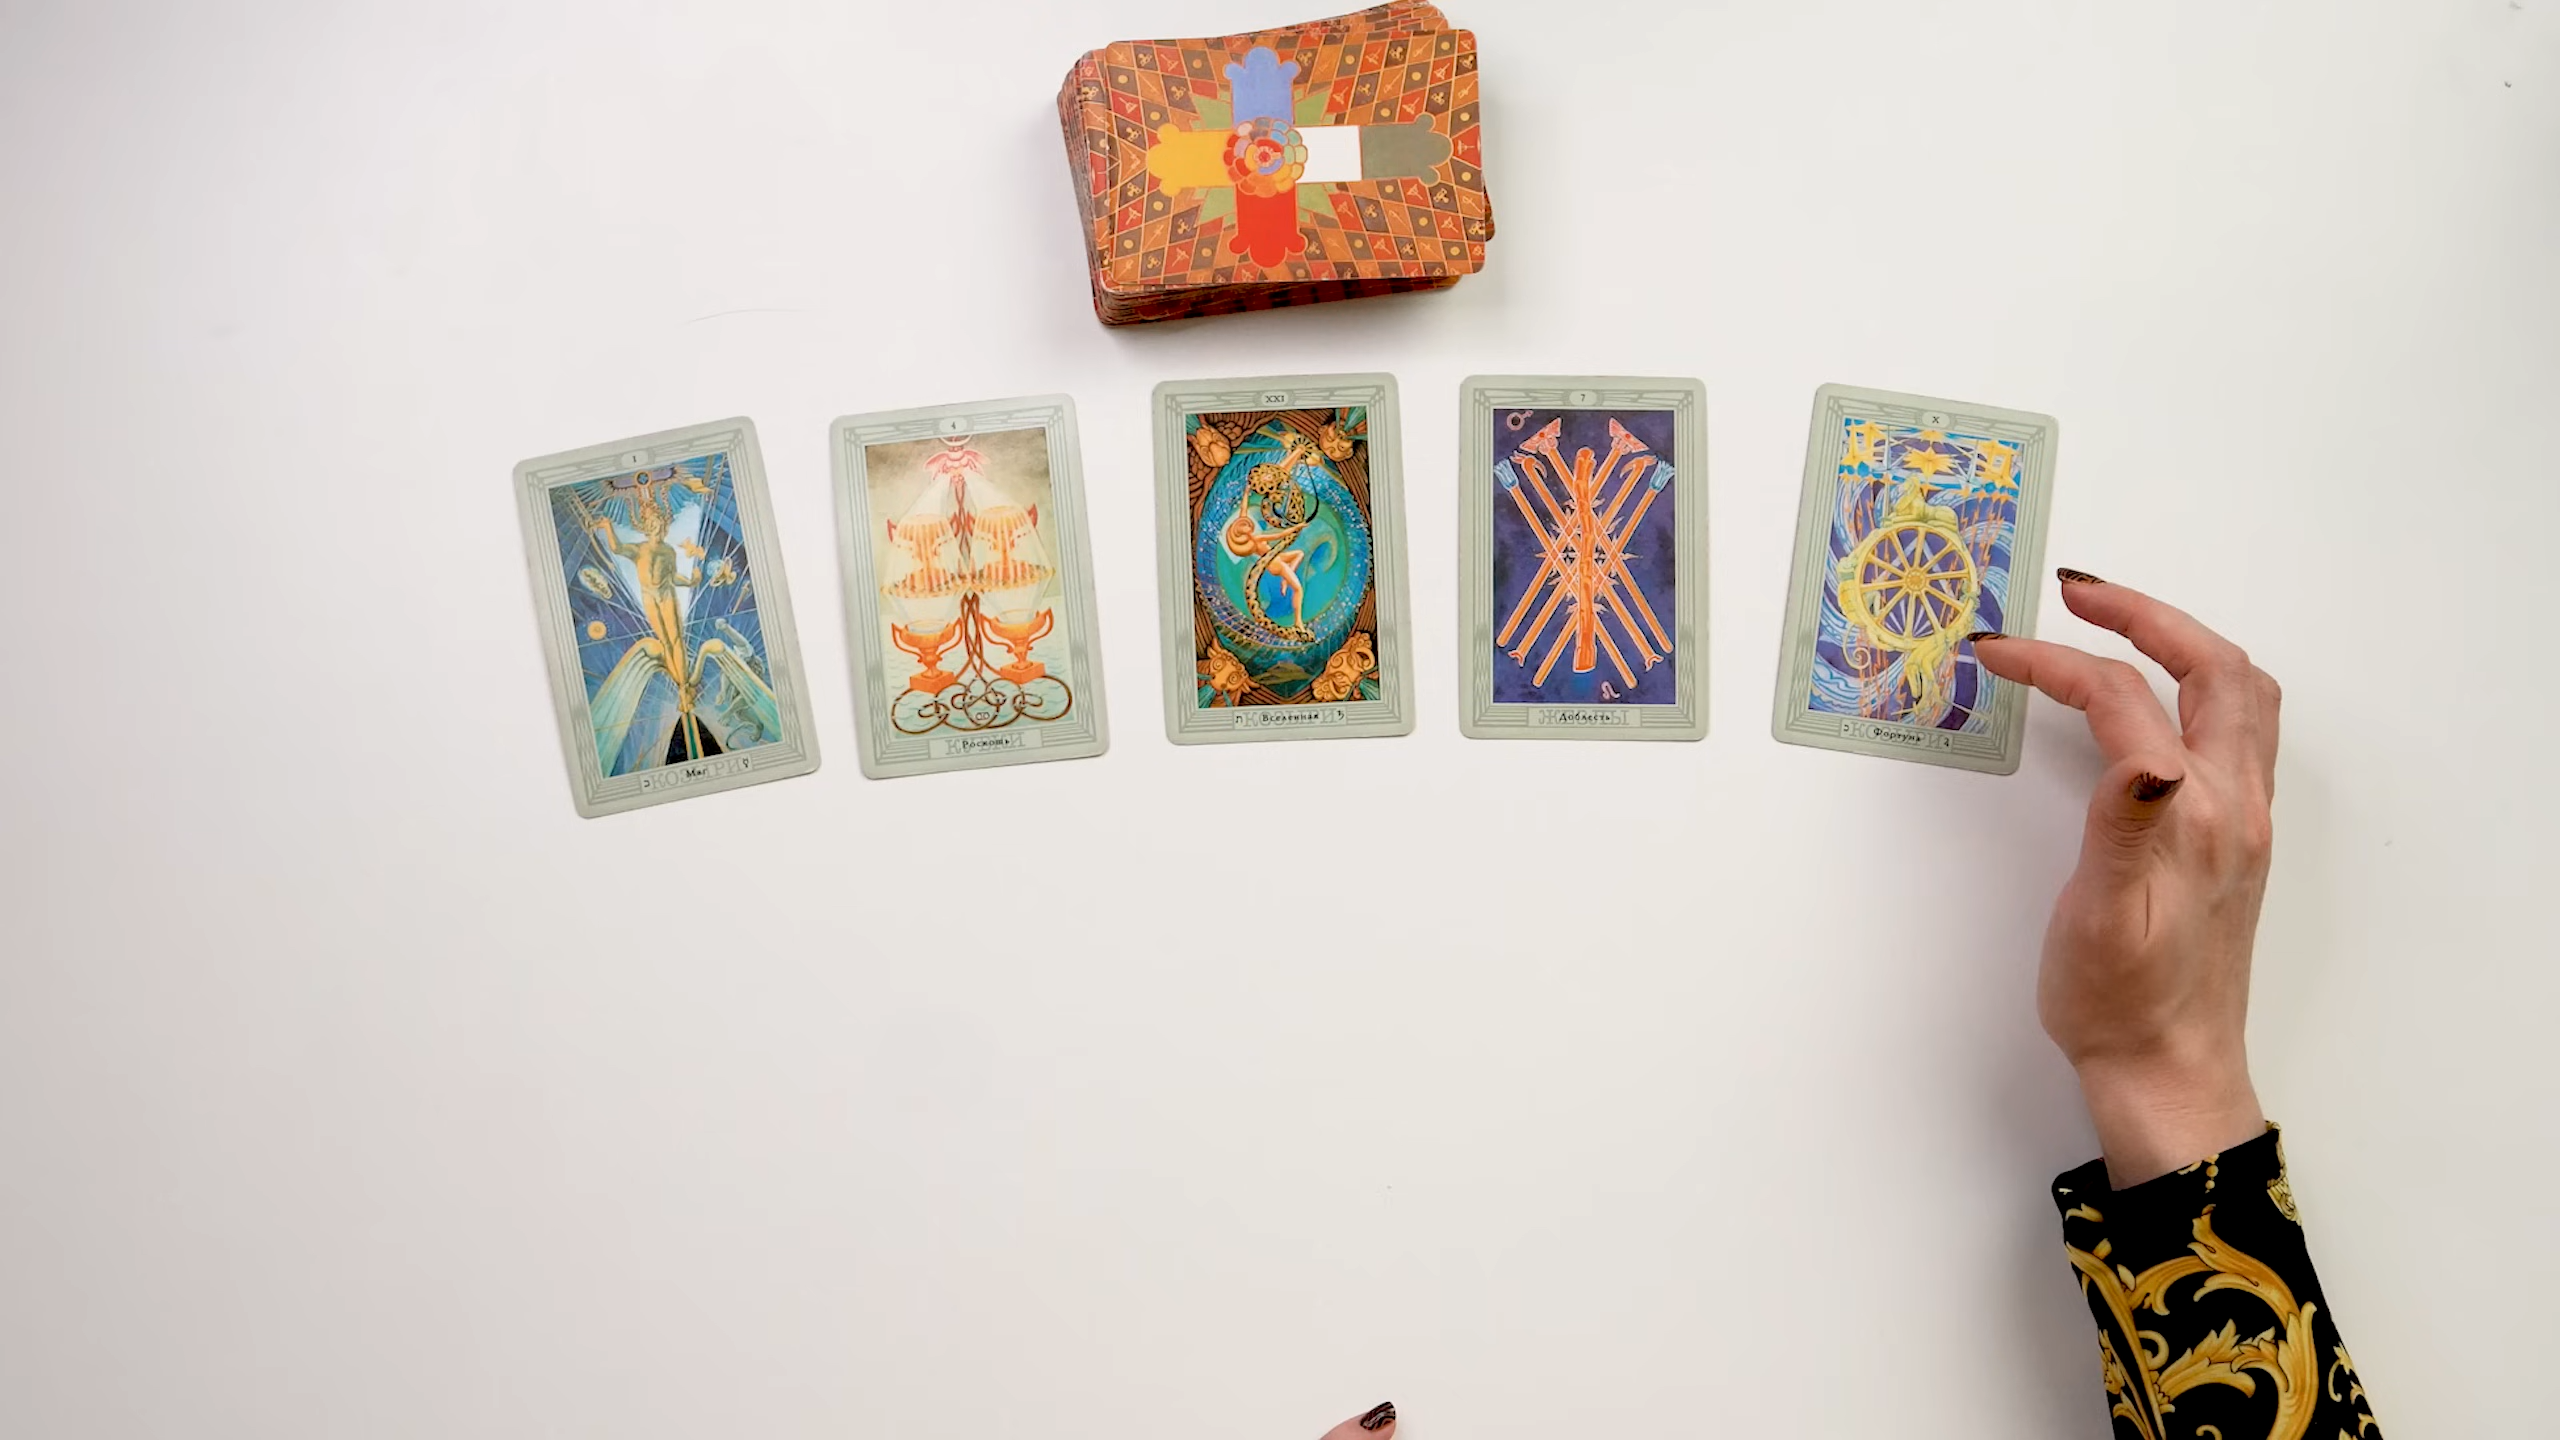 I
КОЗЫРИ
Маг
4
КУБКИ
Роскошь
XXI
КОЗЫРИ
Вселенная
7
ЖЕЗЛЫ
Доблесть
X
КОЗЫРИ
Фортуна